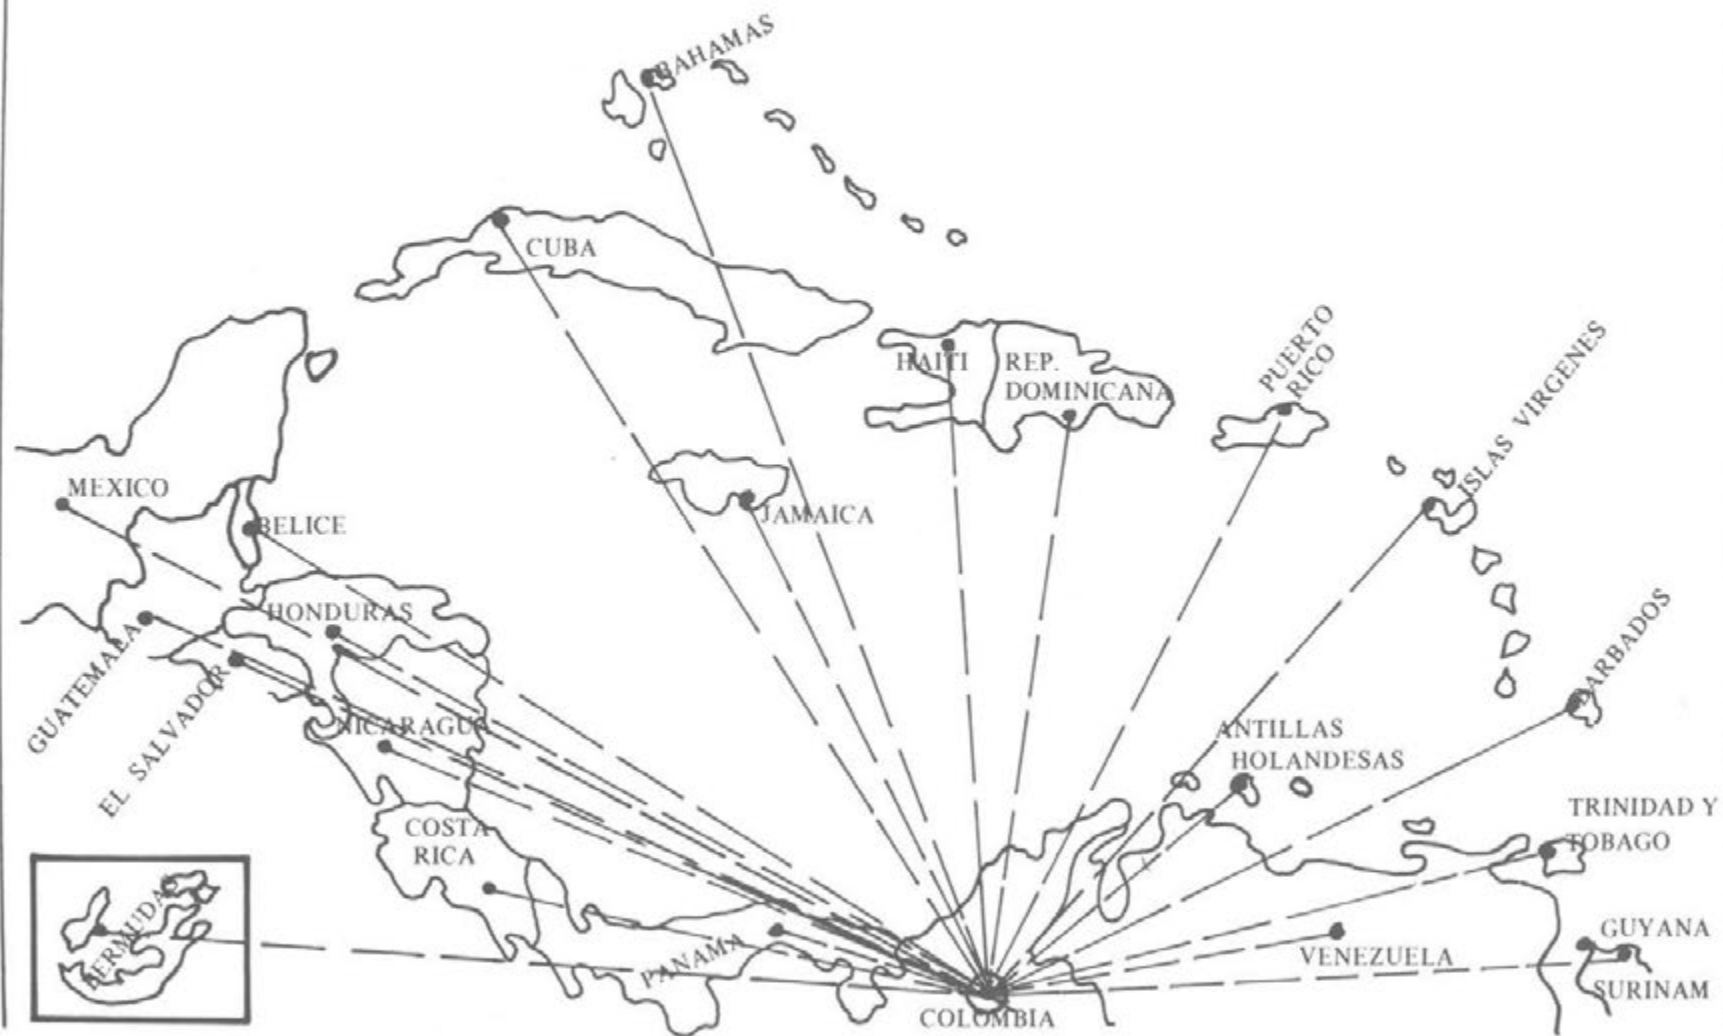 BAHAMAS
CUBA
HAITI
REP.
DOMINICANA
PUERTO
RICO
ISLAS VIRGENES
MEXICO
BELICE
JAMAICA
HONDURAS
GUATEMALA
EL SALVADOR
NICARAGUA
BARBADOS
ANTILLAS
HOLANDESAS
COSTA
RICA
TRINIDAD Y
TOBAGO
BERMUDAS
PANAMA
VENEZUELA
GUYANA
SURINAM
COLOMBIA